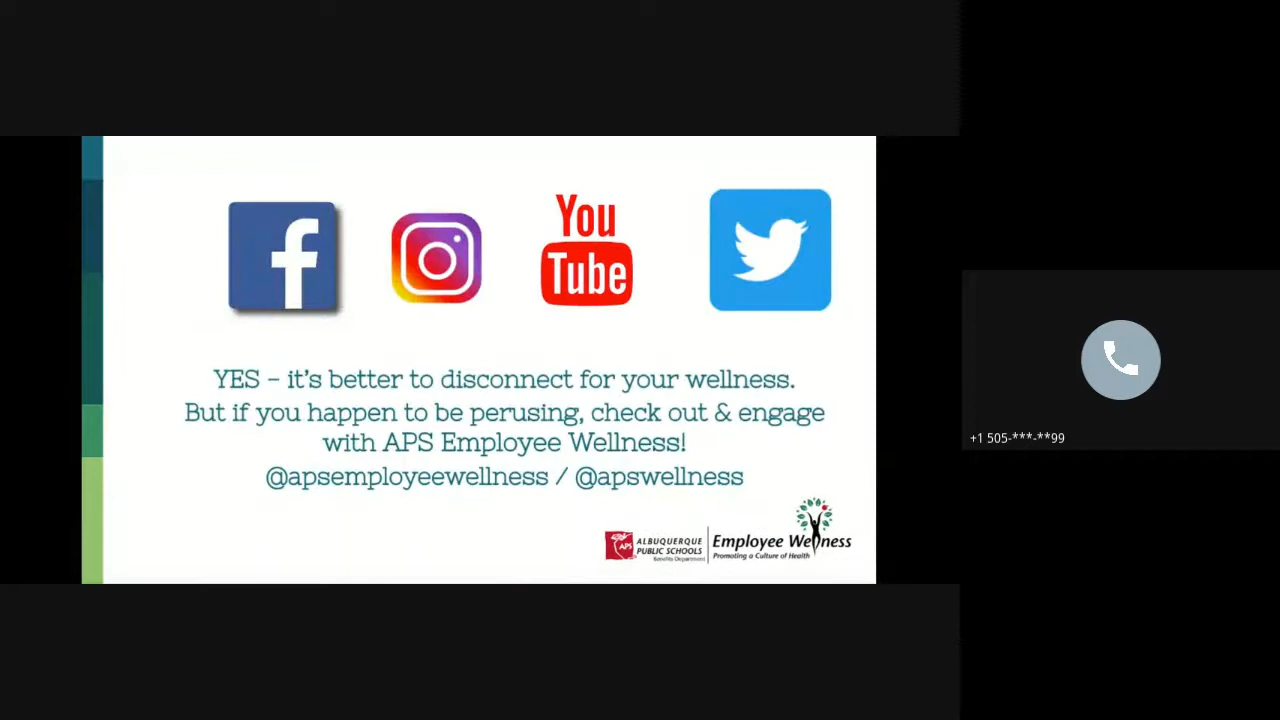 You
Tube
YES – it's better to disconnect for your wellness.
But if you happen to be perusing, check out & engage
with APS Employee Wellness!
@apsemployeewellness / @apswellness
APS
ALBUQUERQUE
PUBLIC SCHOOLS
Benefits Department
Employee Wellness
Promoting a Culture of Health
+1 505-***-**99